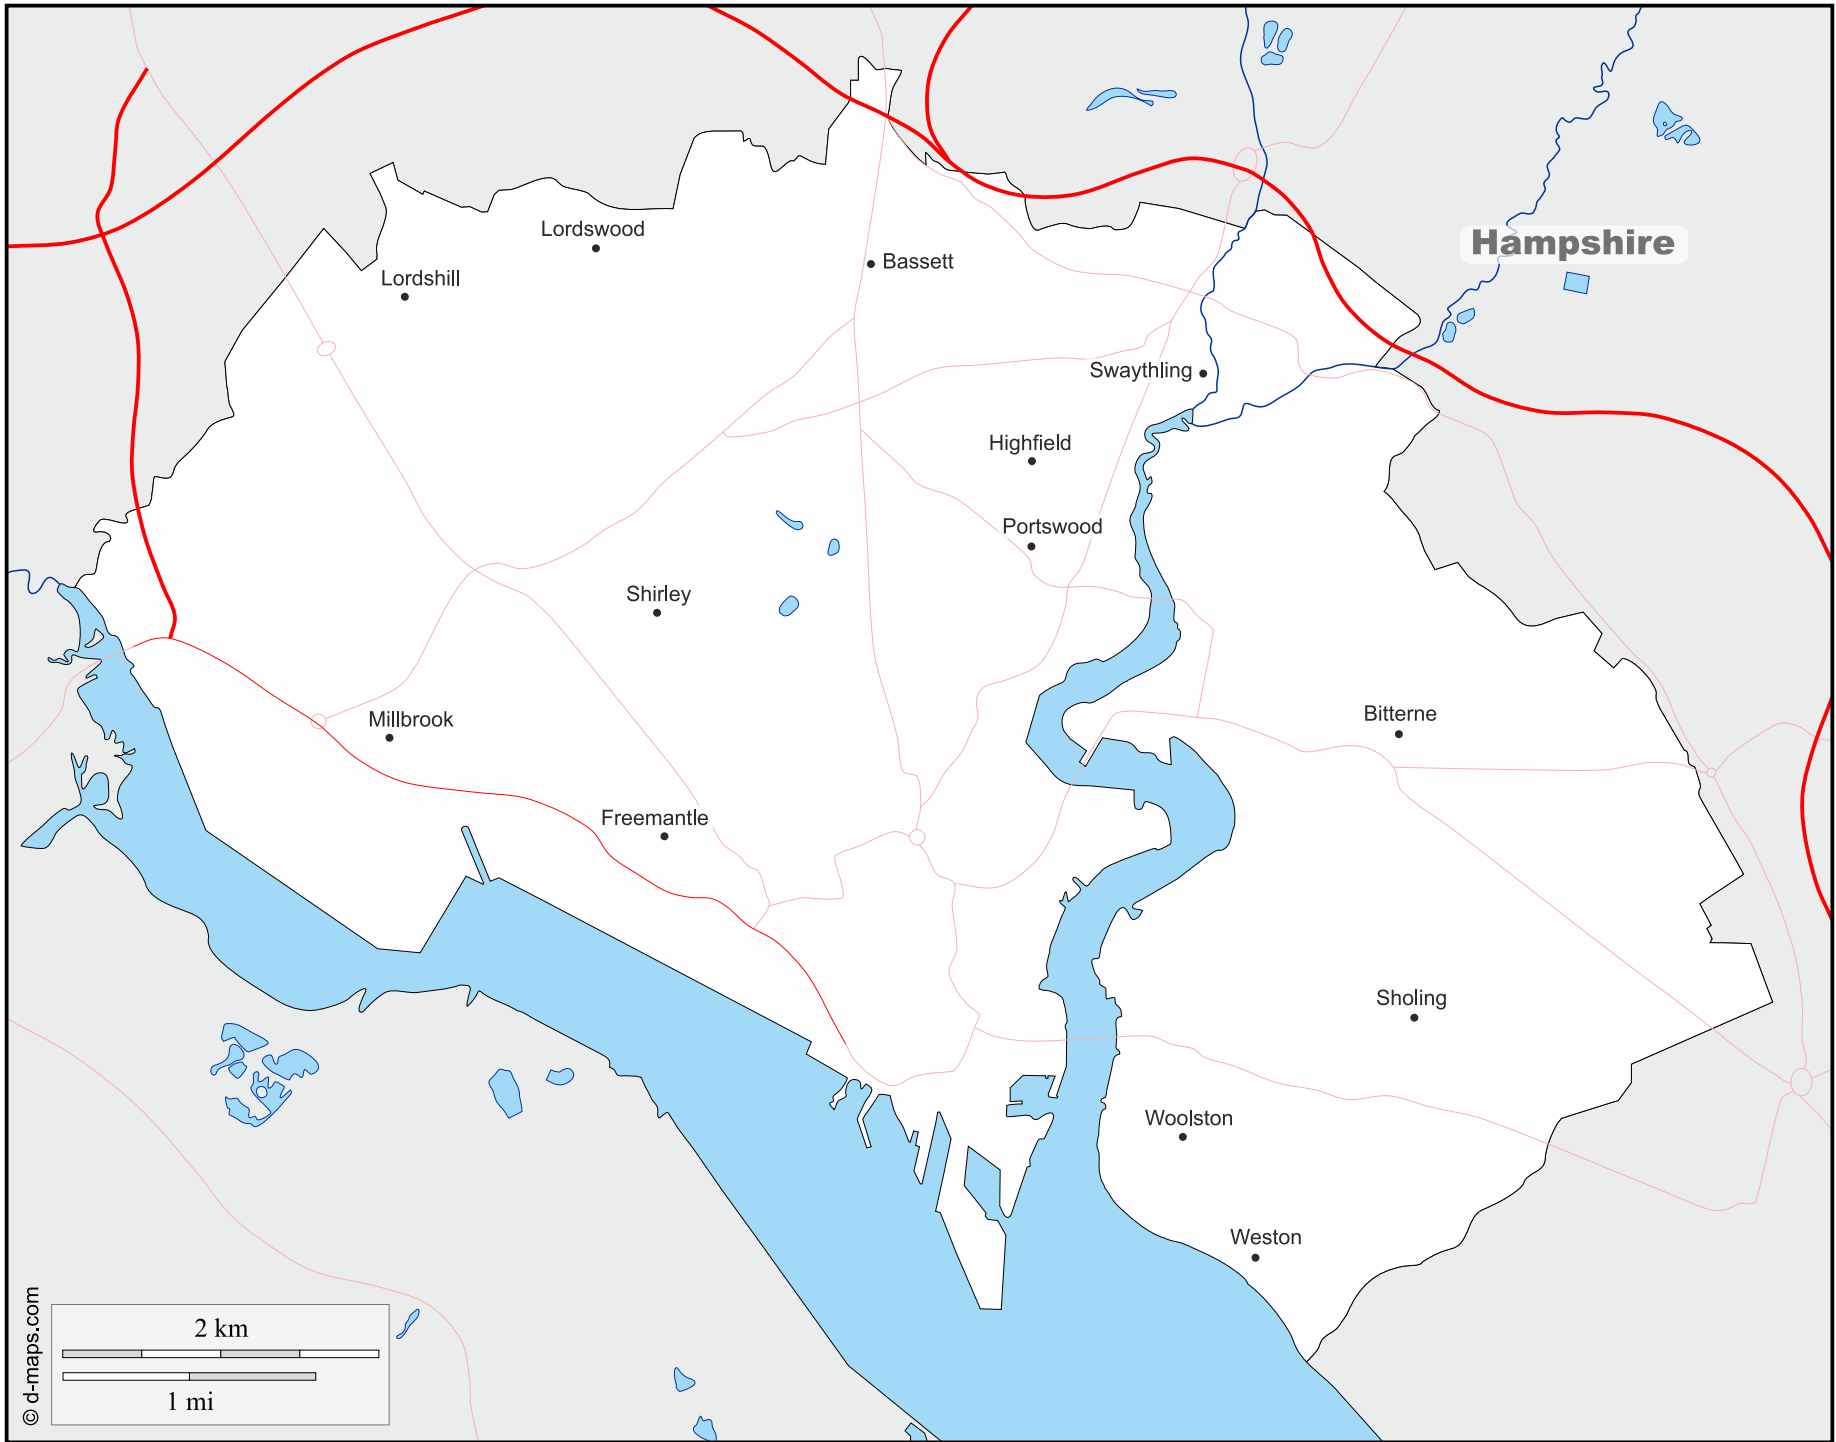 Lordswood
Hampshire
Bassett
Lordshill
Swaythling
Highfield
Portswood
Shirley
Millbrook
Bitterne
Freemantle
Sholing
Woolston
Weston
2 km
1 mi
© d-maps.com